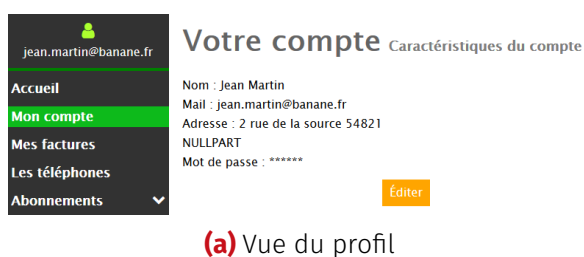 jean.martin@banane.fr
Accueil
Mon compte
Mes factures
Les téléphones
Abonnements
Votre compte Caractéristiques du compte
Nom : Jean Martin
Mail : jean.martin@banane.fr
Adresse : 2 rue de la source 54821
NULLPART
Mot de passe : ******
Éditer
(a) Vue du profil